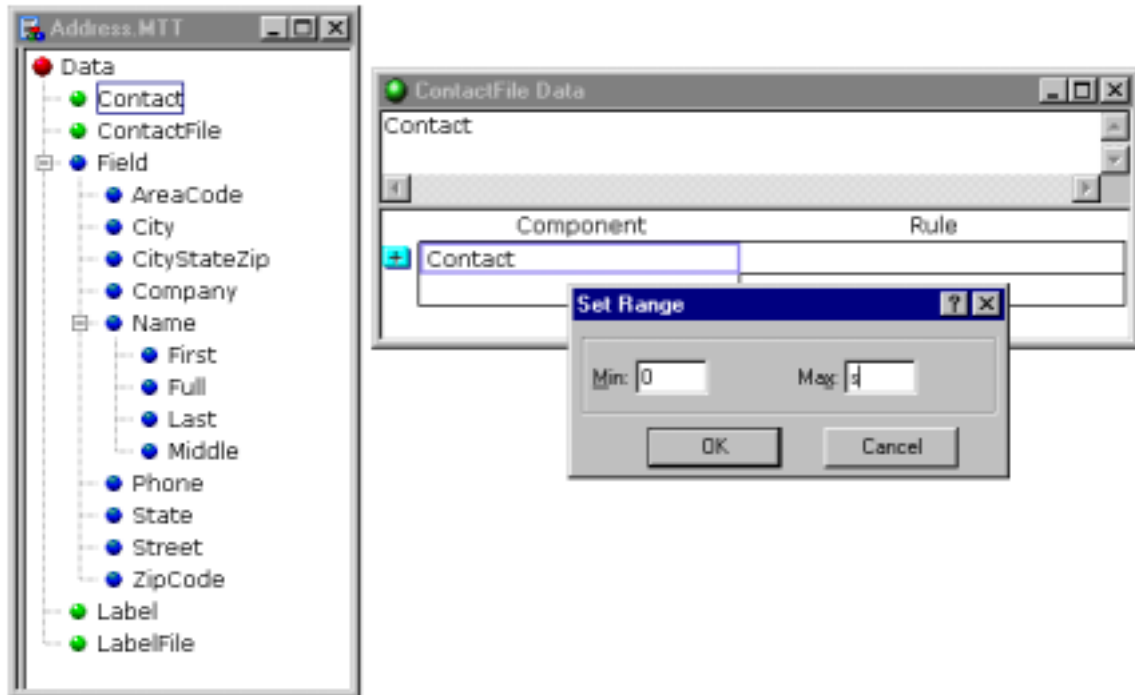 Address.MTT
Data
Contact
ContactFile
Field
AreaCode
City
CityStateZip
Company
Name
First
Full
Last
Middle
Phone
State
Street
ZipCode
Label
LabelFile
ContactFile Data
Contact
Component Rule
Contact
Set Range
Min: 0 Max: s
OK Cancel